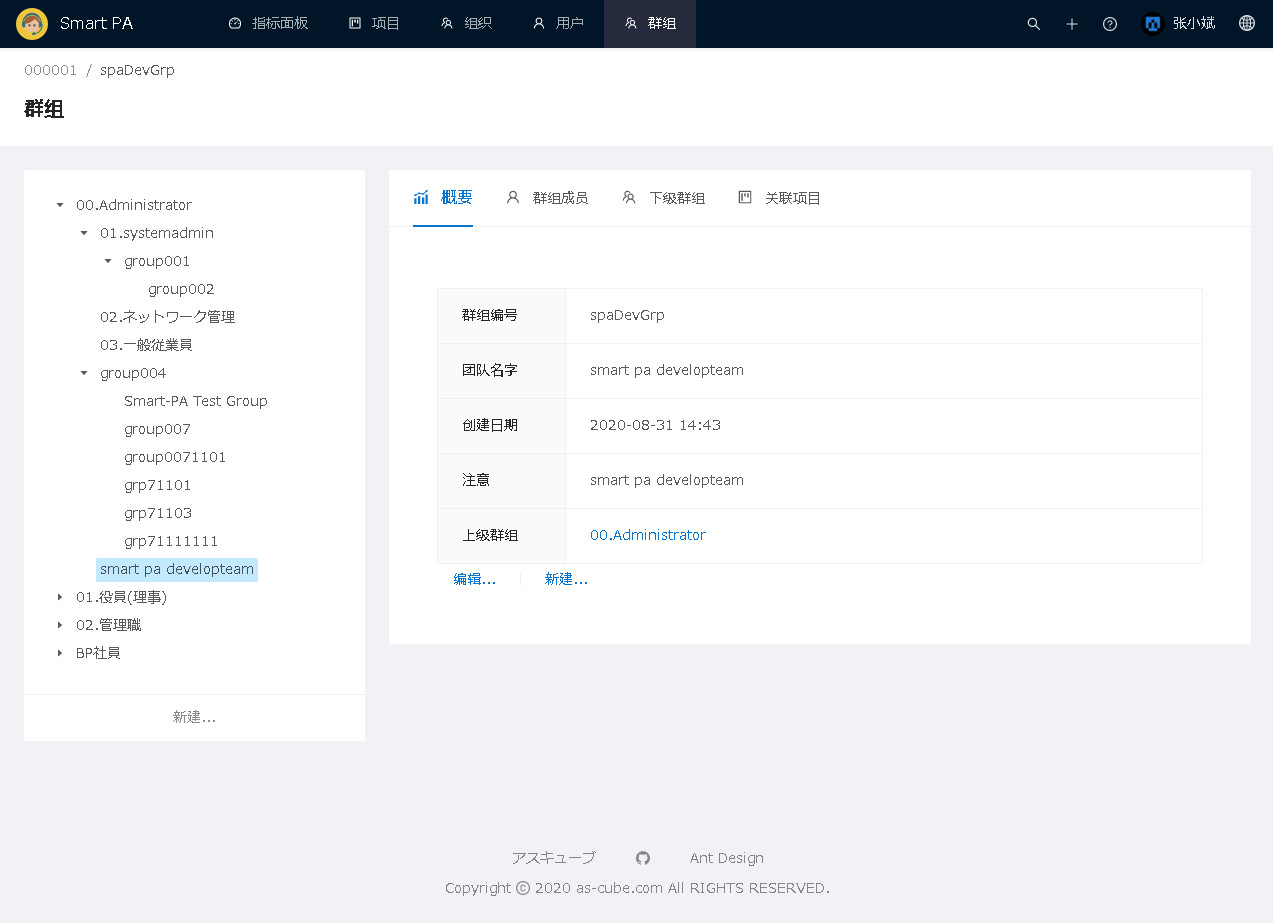 Smart PA 指标面板 项目 组织 用户 群组 张小斌
000001 / spaDevGrp
群组
00.Administrator
01.systemadmin
group001
group002
02.ネットワーク管理
03.一般従業員
group004
Smart-PA Test Group
group007
group0071101
grp71101
grp71103
grp71111111
smart pa developteam
01.役員(理事)
02.管理職
BP社員
新建...
概要 群组成员 下级群组 关联项目
群组编号 spaDevGrp
团队名字 smart pa developteam
创建日期 2020-08-31 14:43
注意 smart pa developteam
上级群组 00.Administrator
编辑... 新建...
アスキューブ Ant Design
Copyright © 2020 as-cube.com All RIGHTS RESERVED.